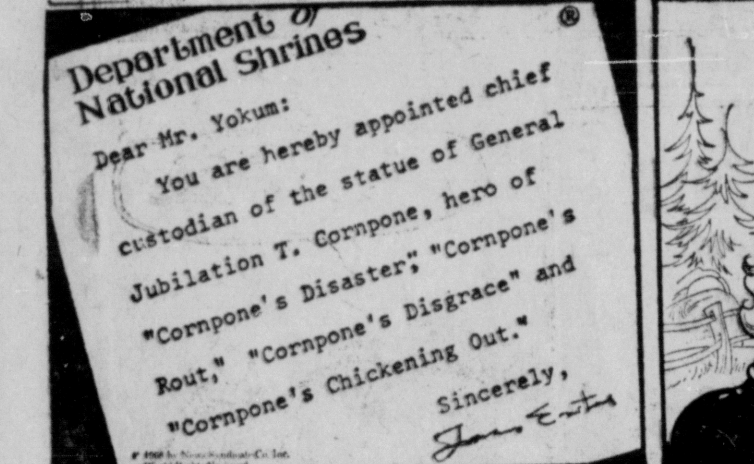 Department of
National Shrines
®
Dear Mr. Yokum:
You are hereby appointed chief
custodian of the statue of General
Jubilation T. Cornpone, hero of
"Cornpone's Disaster," "Cornpone's
Rout," "Cornpone's Disgrace" and
"Cornpone's Chickening Out."
Sincerely,